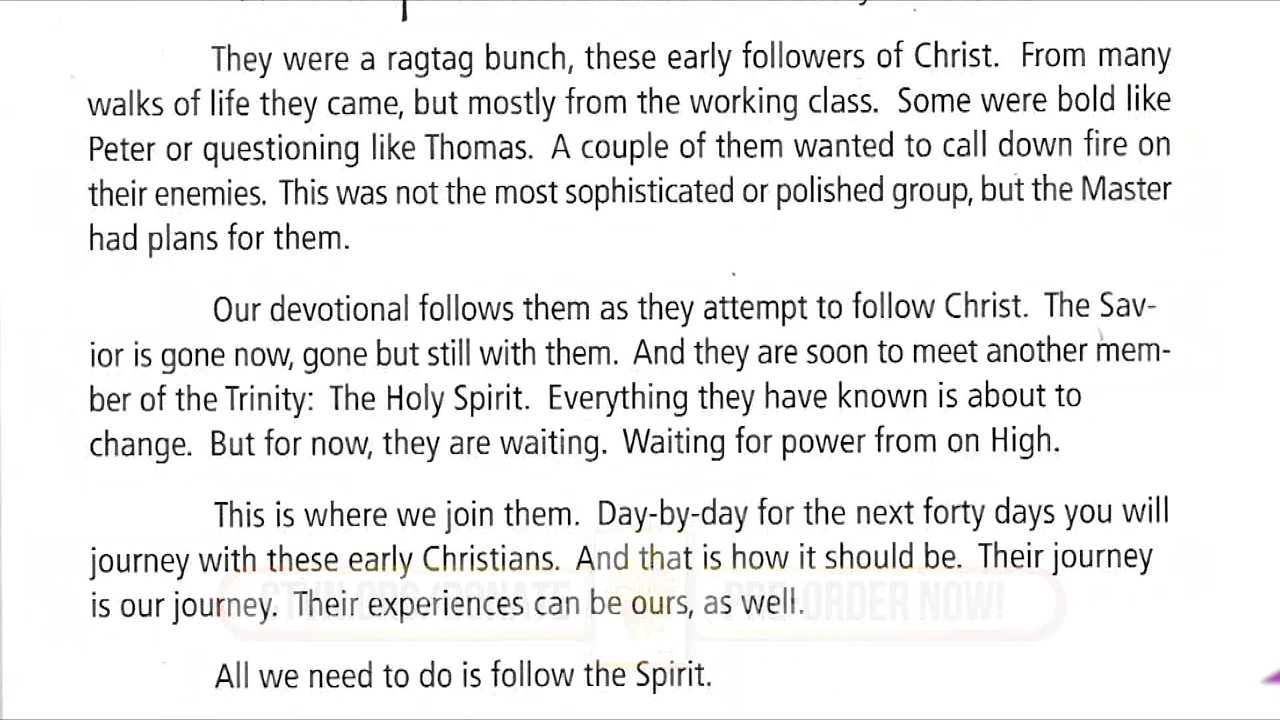 They were a ragtag bunch, these early followers of Christ. From many
walks of life they came, but mostly from the working class. Some were bold like
Peter or questioning like Thomas. A couple of them wanted to call down fire on
their enemies. This was not the most sophisticated or polished group, but the Master
had plans for them.
Our devotional follows them as they attempt to follow Christ. The Sav-
ior is gone now, gone but still with them. And they are soon to meet another mem-
ber of the Trinity: The Holy Spirit. Everything they have known is about to
change. But for now, they are waiting. Waiting for power from on High.
This is where we join them. Day-by-day for the next forty days you will
journey with these early Christians. And that is how it should be. Their journey
is our journey. Their experiences can be ours, as well.
All we need to do is follow the Spirit.